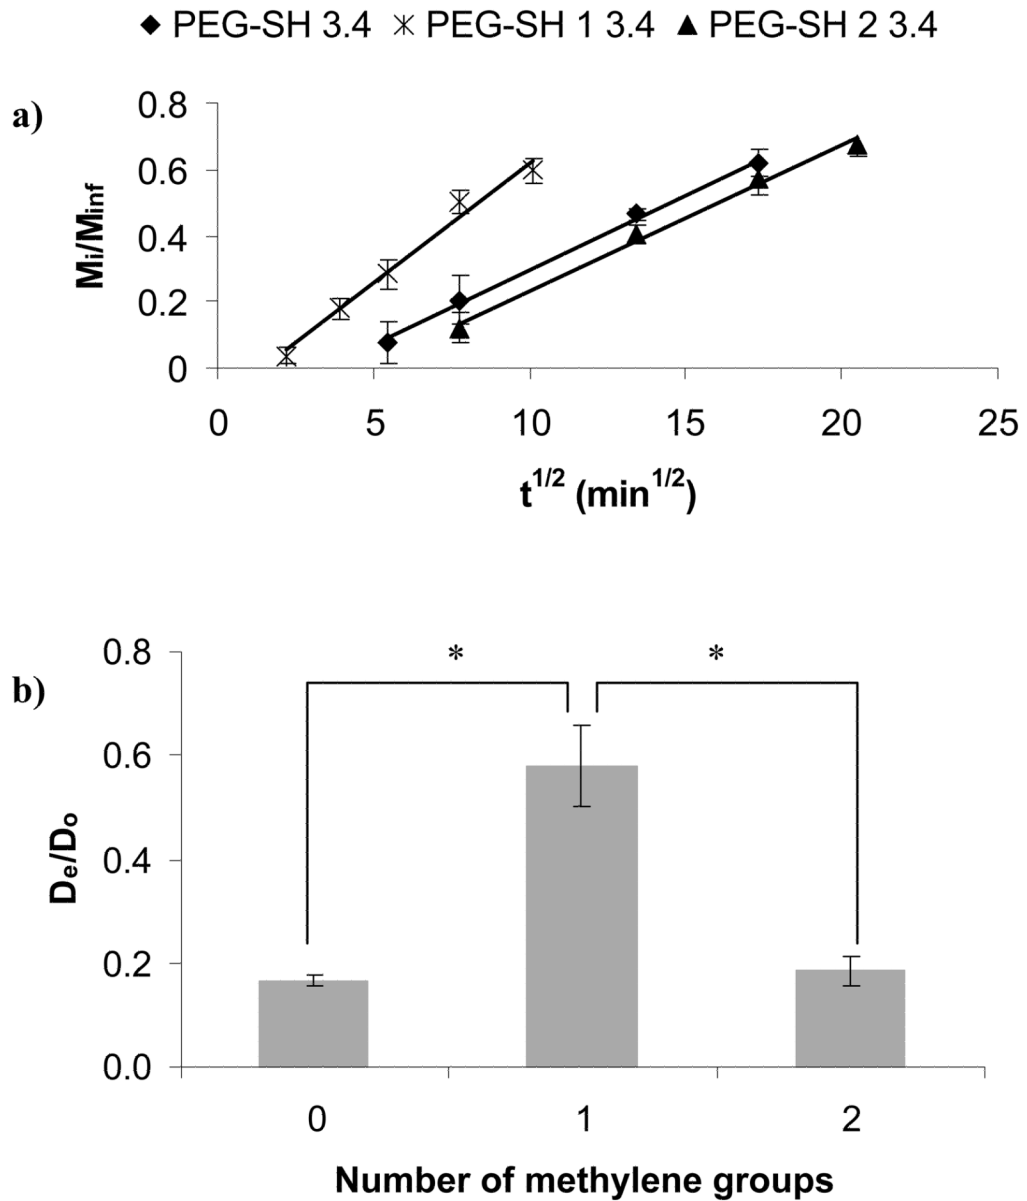 ◆ PEG-SH 3.4 ✳ PEG-SH 1 3.4 ▲ PEG-SH 2 3.4
a)
0.8
0.6
0.4
0.2
0
Mi/Minf
0 5 10 15 20 25
t1/2 (min1/2)
b)
0.8
0.6
0.4
0.2
0.0
De/Do
* *
0 1 2
Number of methylene groups